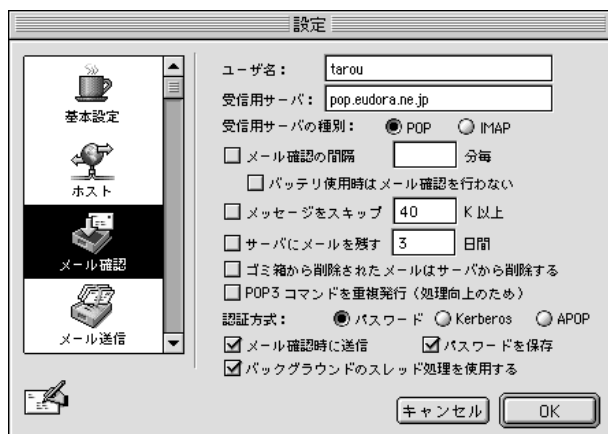 設定
基本設定
ホスト
メール確認
メール送信
ユーザ名： tarou
受信用サーバ： pop.eudora.ne.jp
受信用サーバの種別： POP IMAP
メール確認の間隔 分毎
バッテリ使用時はメール確認を行わない
メッセージをスキップ 40 K 以上
サーバにメールを残す 3 日間
ゴミ箱から削除されたメールはサーバから削除する
POP3 コマンドを重複発行（処理向上のため）
認証方式： パスワード Kerberos APOP
メール確認時に送信 パスワードを保存
バックグラウンドのスレッド処理を使用する
キャンセル OK